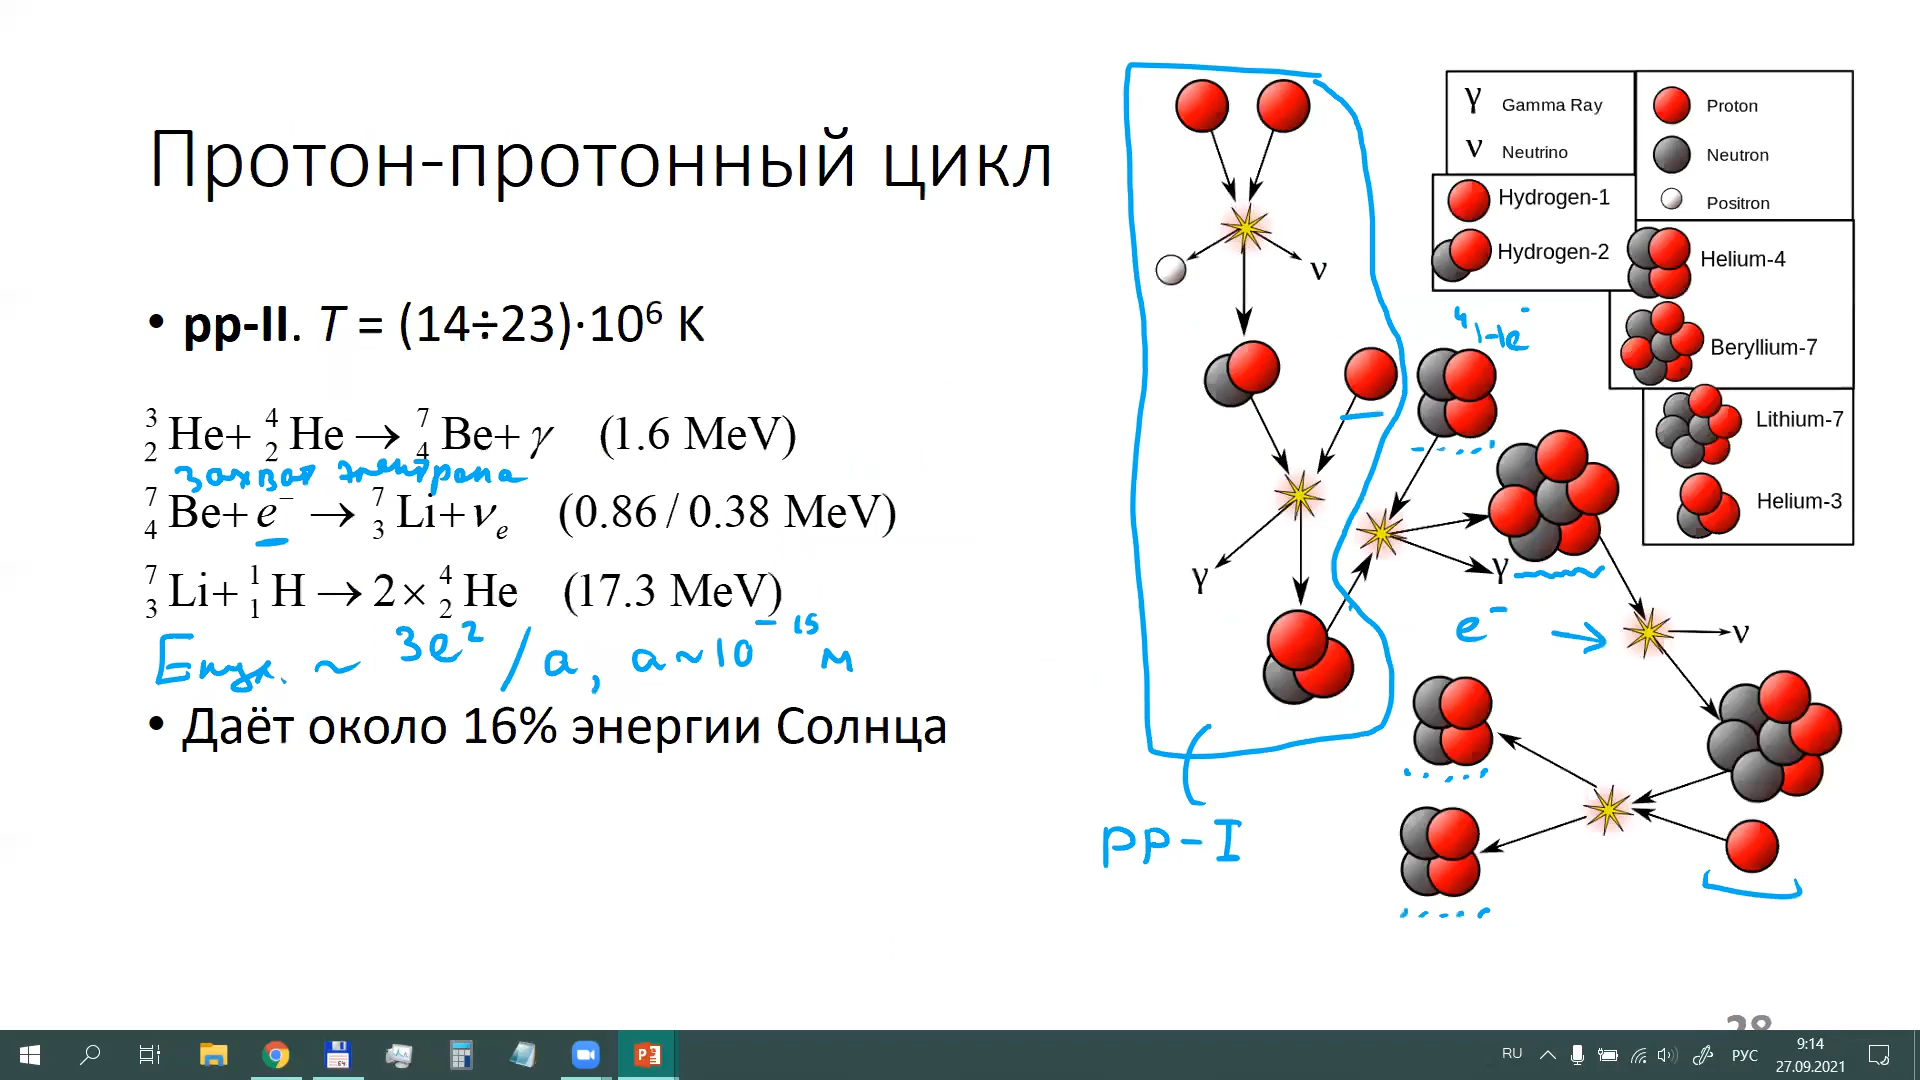 Протон-протонный цикл
• pp-II. T = (14÷23)·10⁶ K
³₂He+ ⁴₂He → ⁷₄Be+ γ (1.6 MeV)
захват электрона
⁷₄Be+ e⁻ → ⁷₃Li+ νₑ (0.86 / 0.38 MeV)
⁷₃Li+ ¹₁H → 2× ⁴₂He (17.3 MeV)
Eкул. ~ 3e² / a, a ~ 10⁻¹⁵ м
• Даёт около 16% энергии Солнца
ν
γ
pp-I
⁴He
γ
e⁻ →
ν
γ Gamma Ray
ν Neutrino
Hydrogen-1
Hydrogen-2
Proton
Neutron
Positron
Helium-4
Beryllium-7
Lithium-7
Helium-3
28
64
RU
РУС
9:14
27.09.2021